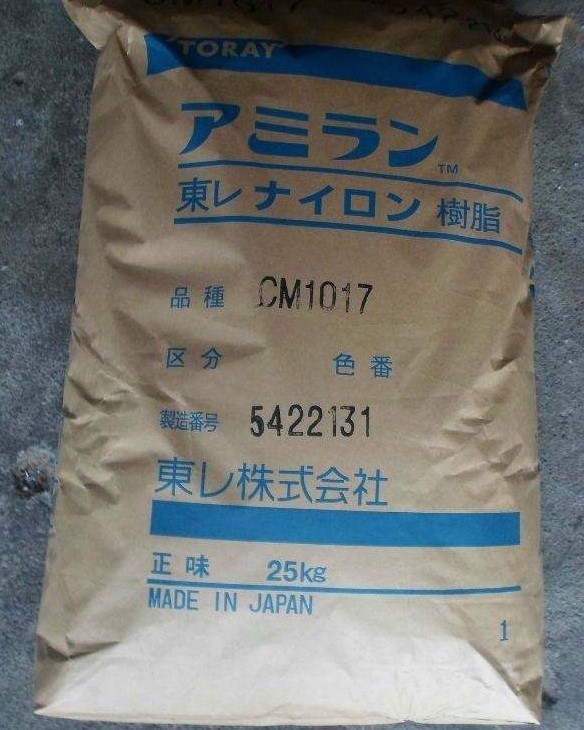 TORAY
アミラン™
東レナイロン樹脂
品種 CM1017
区分 色番
製造番号 5422131
東レ株式会社
正味 25kg
MADE IN JAPAN
1